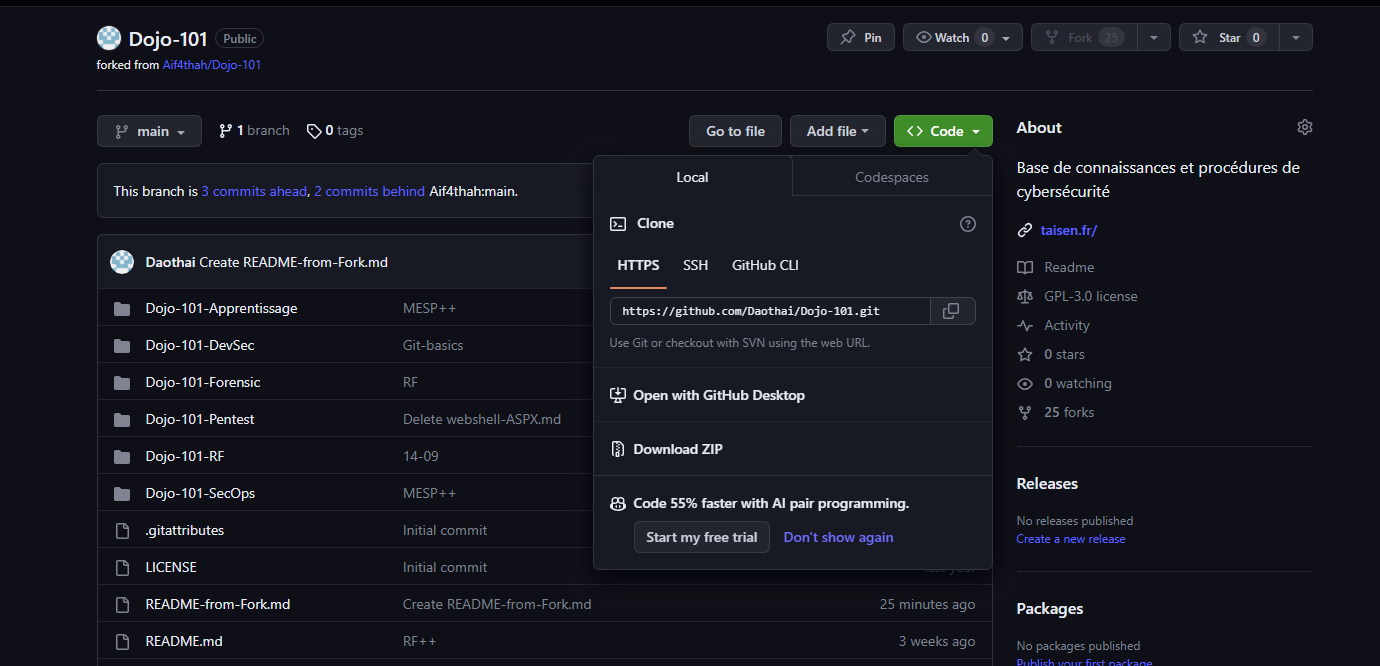 Dojo-101 Public
Pin
Watch 0
Fork 25
Star 0
forked from Aif4thah/Dojo-101
main
1 branch
0 tags
Go to file
Add file
<> Code
This branch is 3 commits ahead, 2 commits behind Aif4thah:main.
Daothai Create README-from-Fork.md
Dojo-101-Apprentissage MESP++
Dojo-101-DevSec Git-basics
Dojo-101-Forensic RF
Dojo-101-Pentest Delete webshell-ASPX.md
Dojo-101-RF 14-09
Dojo-101-SecOps MESP++
.gitattributes Initial commit
LICENSE Initial commit last year
README-from-Fork.md Create README-from-Fork.md 25 minutes ago
README.md RF++ 3 weeks ago
Local Codespaces
Clone
HTTPS SSH GitHub CLI
https://github.com/Daothai/Dojo-101.git
Use Git or checkout with SVN using the web URL.
Open with GitHub Desktop
Download ZIP
Code 55% faster with AI pair programming.
Start my free trial Don't show again
About
Base de connaissances et procédures de
cybersécurité
taisen.fr/
Readme
GPL-3.0 license
Activity
0 stars
0 watching
25 forks
Releases
No releases published
Create a new release
Packages
No packages published
Publish your first package